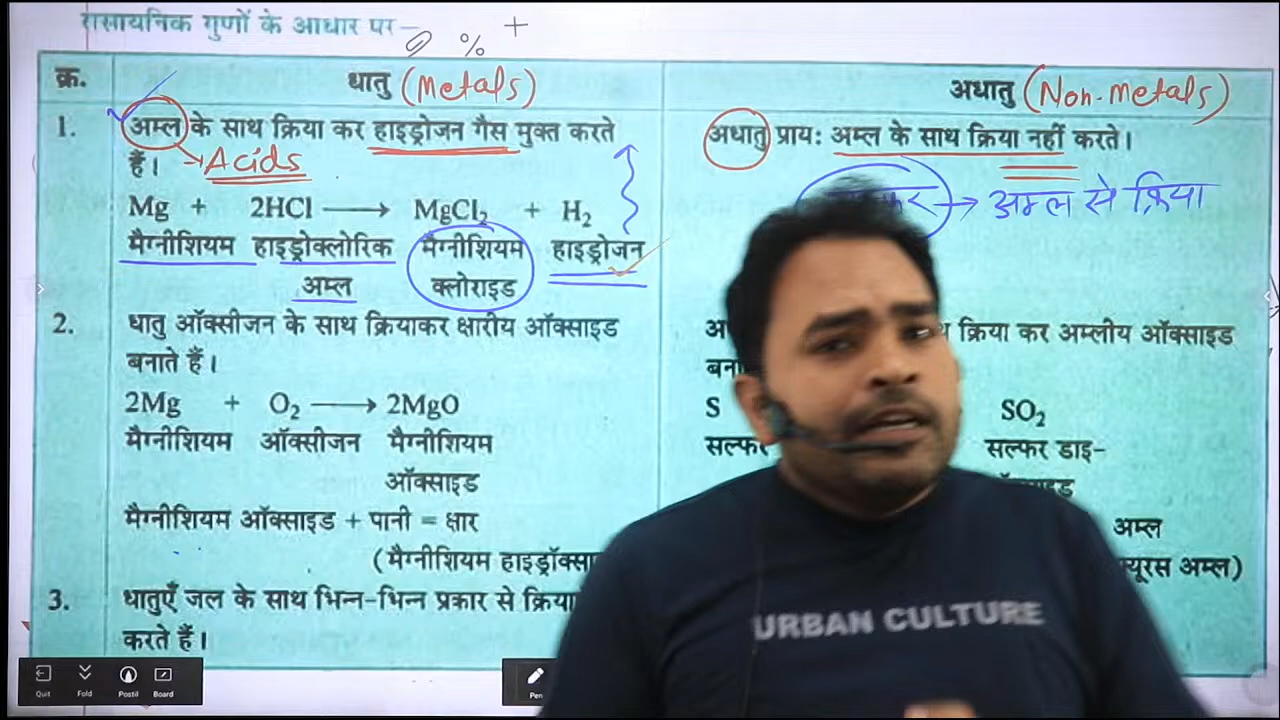 रासायनिक गुणों के आधार पर–
% +
क्र.
धातु (Metals)
अधातु (Non-metals)
1.
अम्ल के साथ क्रिया कर हाइड्रोजन गैस मुक्त करते
हैं।
→Acids
Mg + 2HCl ⟶ MgCl₂ + H₂
मैग्नीशियम हाइड्रोक्लोरिक मैग्नीशियम हाइड्रोजन
अम्ल क्लोराइड
अधातु प्राय: अम्ल के साथ क्रिया नहीं करते।
→ अम्ल से क्रिया
2.
धातु ऑक्सीजन के साथ क्रियाकर क्षारीय ऑक्साइड
बनाते हैं।
2Mg + O₂ ⟶ 2MgO
मैग्नीशियम ऑक्सीजन मैग्नीशियम
ऑक्साइड
मैग्नीशियम ऑक्साइड + पानी = क्षार
क्रिया कर अम्लीय ऑक्साइड
S SO₂
सल्फर सल्फर डाइ-
अम्ल
अम्ल)
3.
धातुएँ जल के साथ भिन्न-भिन्न प्रकार से क्रिया
करते हैं।
URBAN CULTURE
Quit Fold Postil Board
Pen